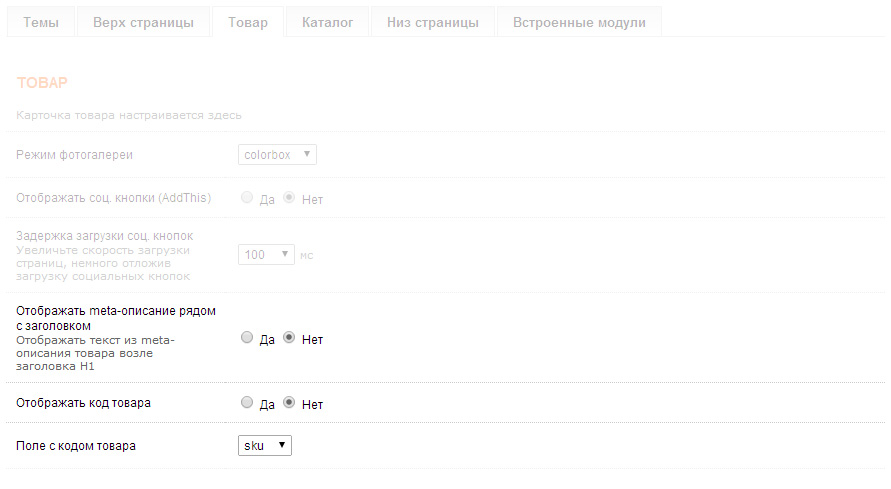 Темы Верх страницы Товар Каталог Низ страницы Встроенные модули
ТОВАР
Карточка товара настраивается здесь
Режим фотогалереи colorbox
Отображать соц. кнопки (AddThis) Да Нет
Задержка загрузки соц. кнопок
Увеличьте скорость загрузки
страниц, немного отложив
загрузку социальных кнопок
100 мс
Отображать meta-описание рядом
с заголовком
Отображать текст из meta-
описания товара возле
заголовка H1
Да Нет
Отображать код товара Да Нет
Поле с кодом товара sku